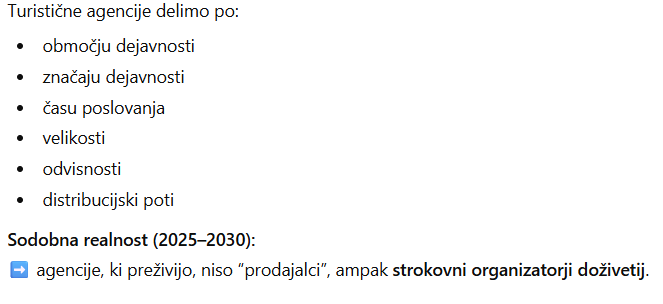 Turistične agencije delimo po:
• območju dejavnosti
• značaju dejavnosti
• času poslovanja
• velikosti
• odvisnosti
• distribucijski poti
Sodobna realnost (2025–2030):
➡️ agencije, ki preživijo, niso “prodajalci”, ampak strokovni organizatorji doživetij.